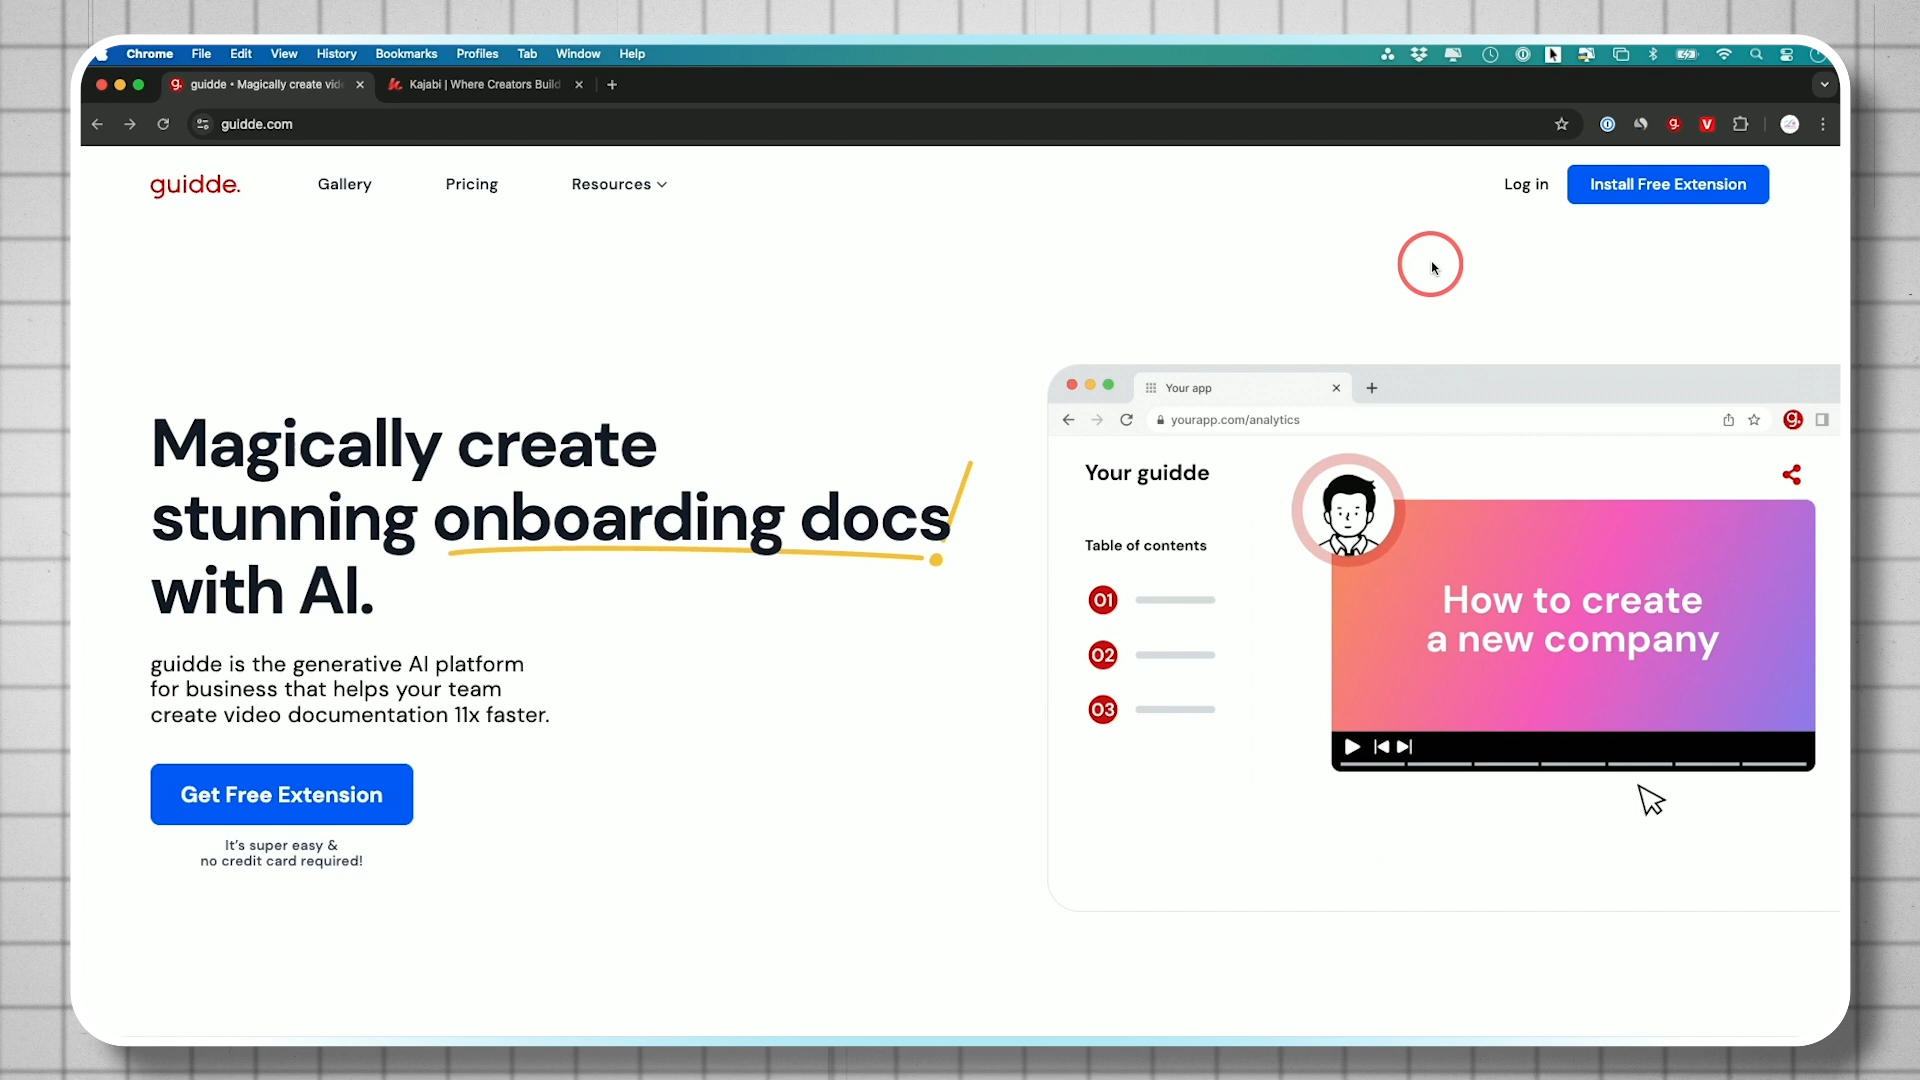 Chrome File Edit View History Bookmarks Profiles Tab Window Help
guidde • Magically create vid
Kajabi | Where Creators Build
guidde.com
guidde.
Gallery
Pricing
Resources
Log in
Install Free Extension
Magically create
stunning onboarding docs
with AI.
guidde is the generative AI platform
for business that helps your team
create video documentation 11x faster.
Get Free Extension
It's super easy &
no credit card required!
Your app
yourapp.com/analytics
g.
Your guidde
Table of contents
01
02
03
How to create
a new company